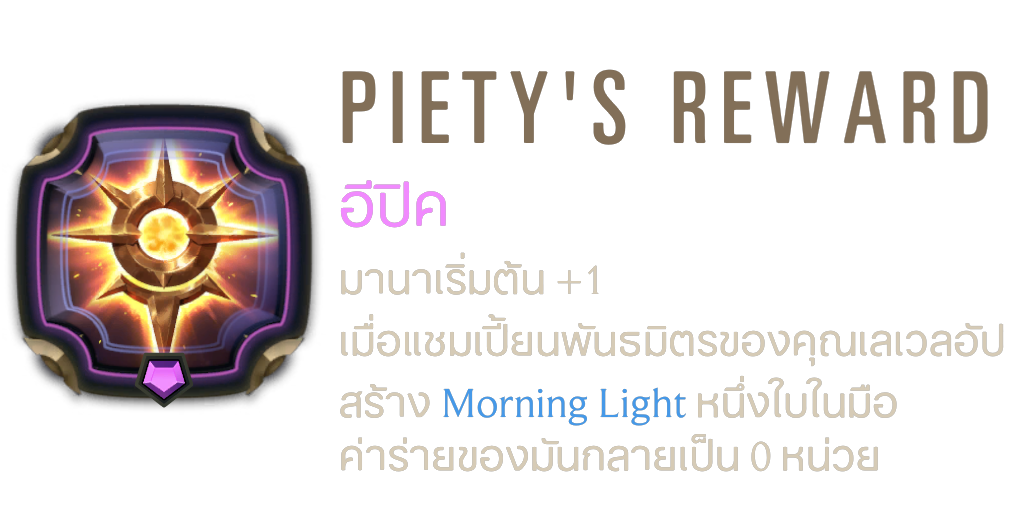 PIETY'S REWARD
อีปิค
มานาเริ่มต้น +1
เมื่อแชมเปี้ยนพันธมิตรของคุณเลเวลอัป
สร้าง Morning Light หนึ่งใบในมือ
ค่าร่ายของมันกลายเป็น 0 หน่วย